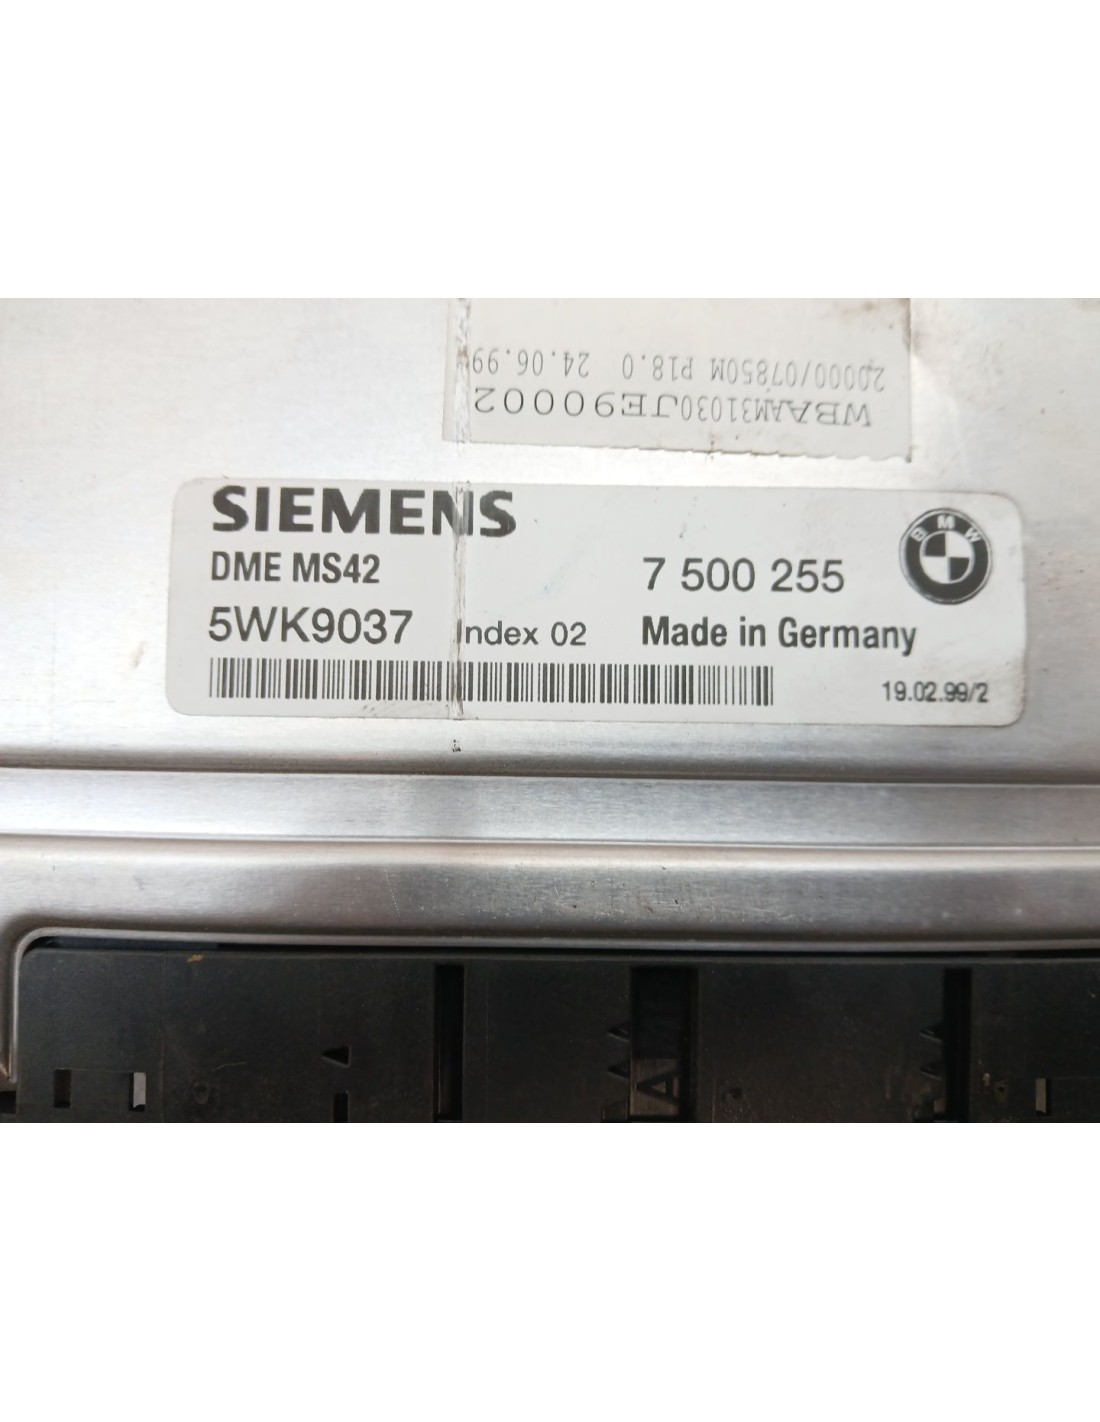 WBAAM31030JE90002
20000/07850M P18.0 24.06.99
SIEMENS
DME MS42
7 500 255
BMW
5WK9037 Index 02 Made in Germany
19.02.99/2